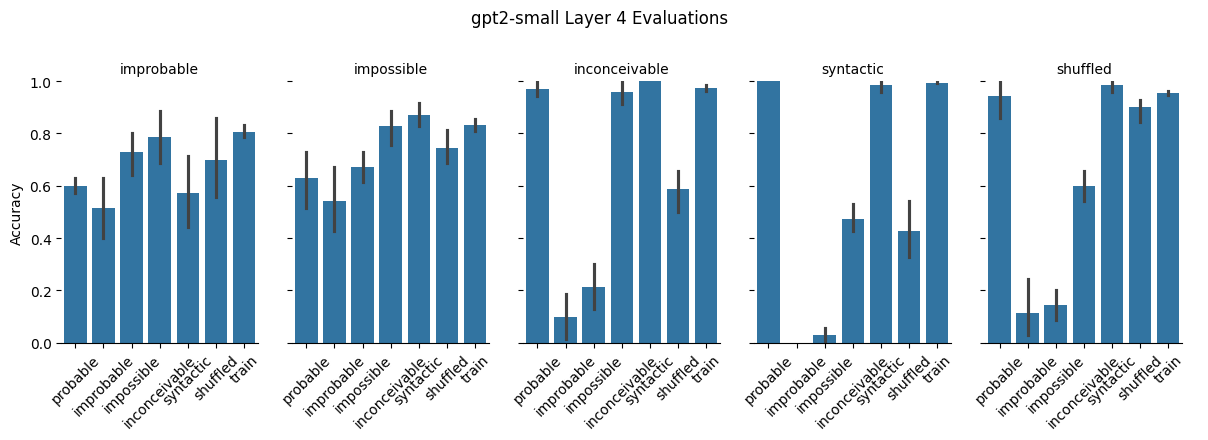 gpt2-small Layer 4 Evaluations
improbable
impossible
inconceivable
syntactic
shuffled
Accuracy
1.0
0.8
0.6
0.4
0.2
0.0
probable
improbable
impossible
inconceivable
syntactic
shuffled
train
probable
improbable
impossible
inconceivable
syntactic
shuffled
train
probable
improbable
impossible
inconceivable
syntactic
shuffled
train
probable
improbable
impossible
inconceivable
syntactic
shuffled
train
probable
improbable
impossible
inconceivable
syntactic
shuffled
train